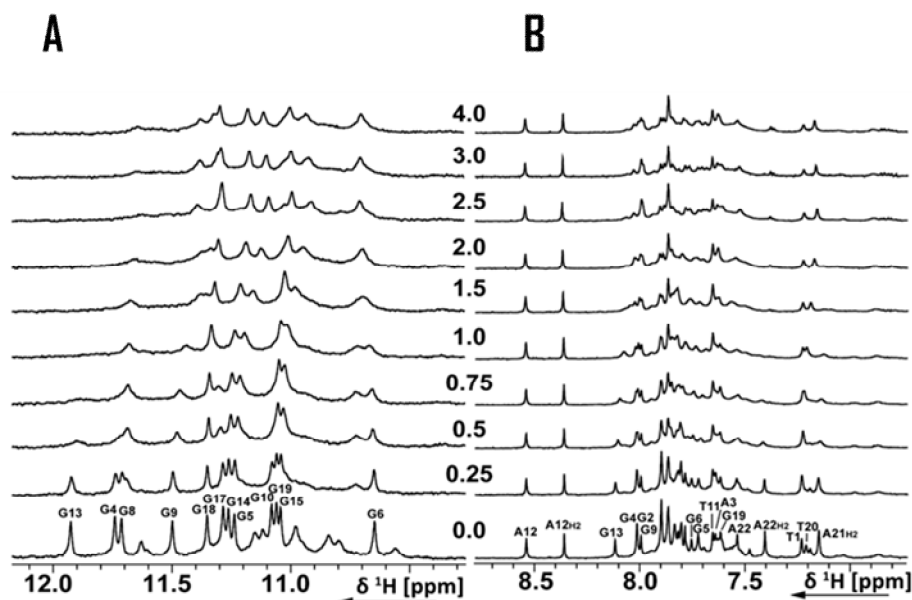 A B
4.0
3.0
2.5
2.0
1.5
1.0
0.75
0.5
0.25
0.0
G13 G4 G8 G9 G18 G17 G14 G5 G10 G19 G15 G6
A12 A12H2 G13 G4 G2 G9 G6 G5 T11 A3 G19 A22 A22H2 T1 T20 A21H2
12.0 11.5 11.0 δ ¹H [ppm]
8.5 8.0 7.5 δ ¹H [ppm]